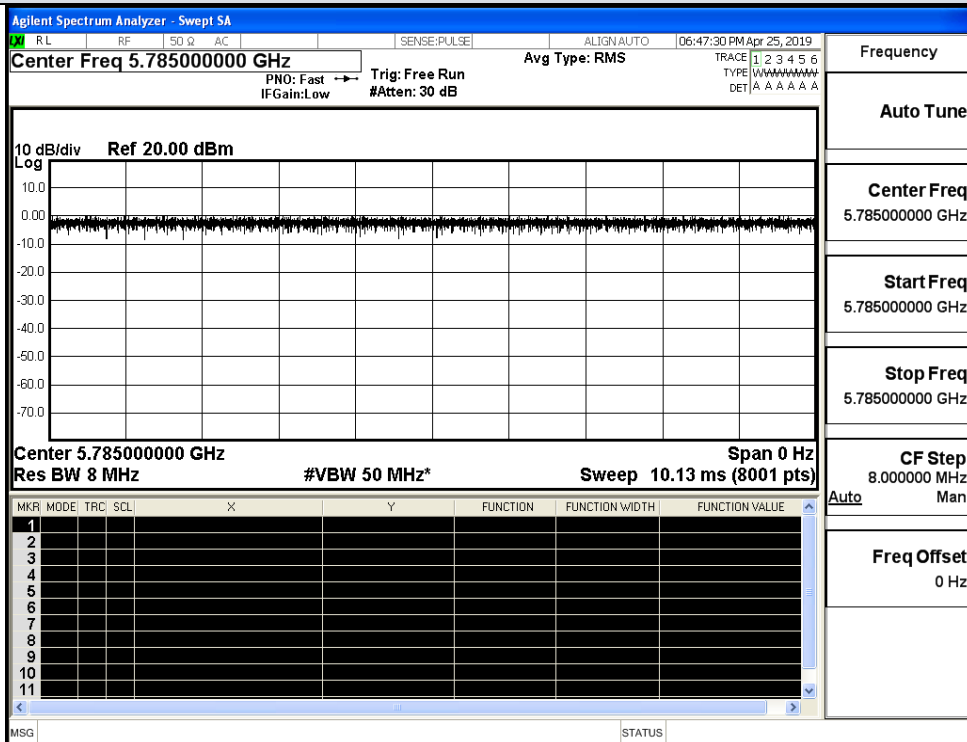 Agilent Spectrum Analyzer - Swept SA
LXI RL RF 50 Ω AC SENSE:PULSE ALIGN AUTO 06:47:30 PM Apr 25, 2019
Center Freq 5.785000000 GHz
Avg Type: RMS
TRACE 1 2 3 4 5 6
TYPE
DET A A A A A A
PNO: Fast
IFGain:Low
Trig: Free Run
#Atten: 30 dB
10 dB/div Ref 20.00 dBm
Log
10.0
0.00
-10.0
-20.0
-30.0
-40.0
-50.0
-60.0
-70.0
Center 5.785000000 GHz Span 0 Hz
Res BW 8 MHz #VBW 50 MHz* Sweep 10.13 ms (8001 pts)
MKR MODE TRC SCL X Y FUNCTION FUNCTION WIDTH FUNCTION VALUE
1
2
3
4
5
6
7
8
9
10
11
MSG STATUS
Frequency
Auto Tune
Center Freq
5.785000000 GHz
Start Freq
5.785000000 GHz
Stop Freq
5.785000000 GHz
CF Step
8.000000 MHz
Auto Man
Freq Offset
0 Hz